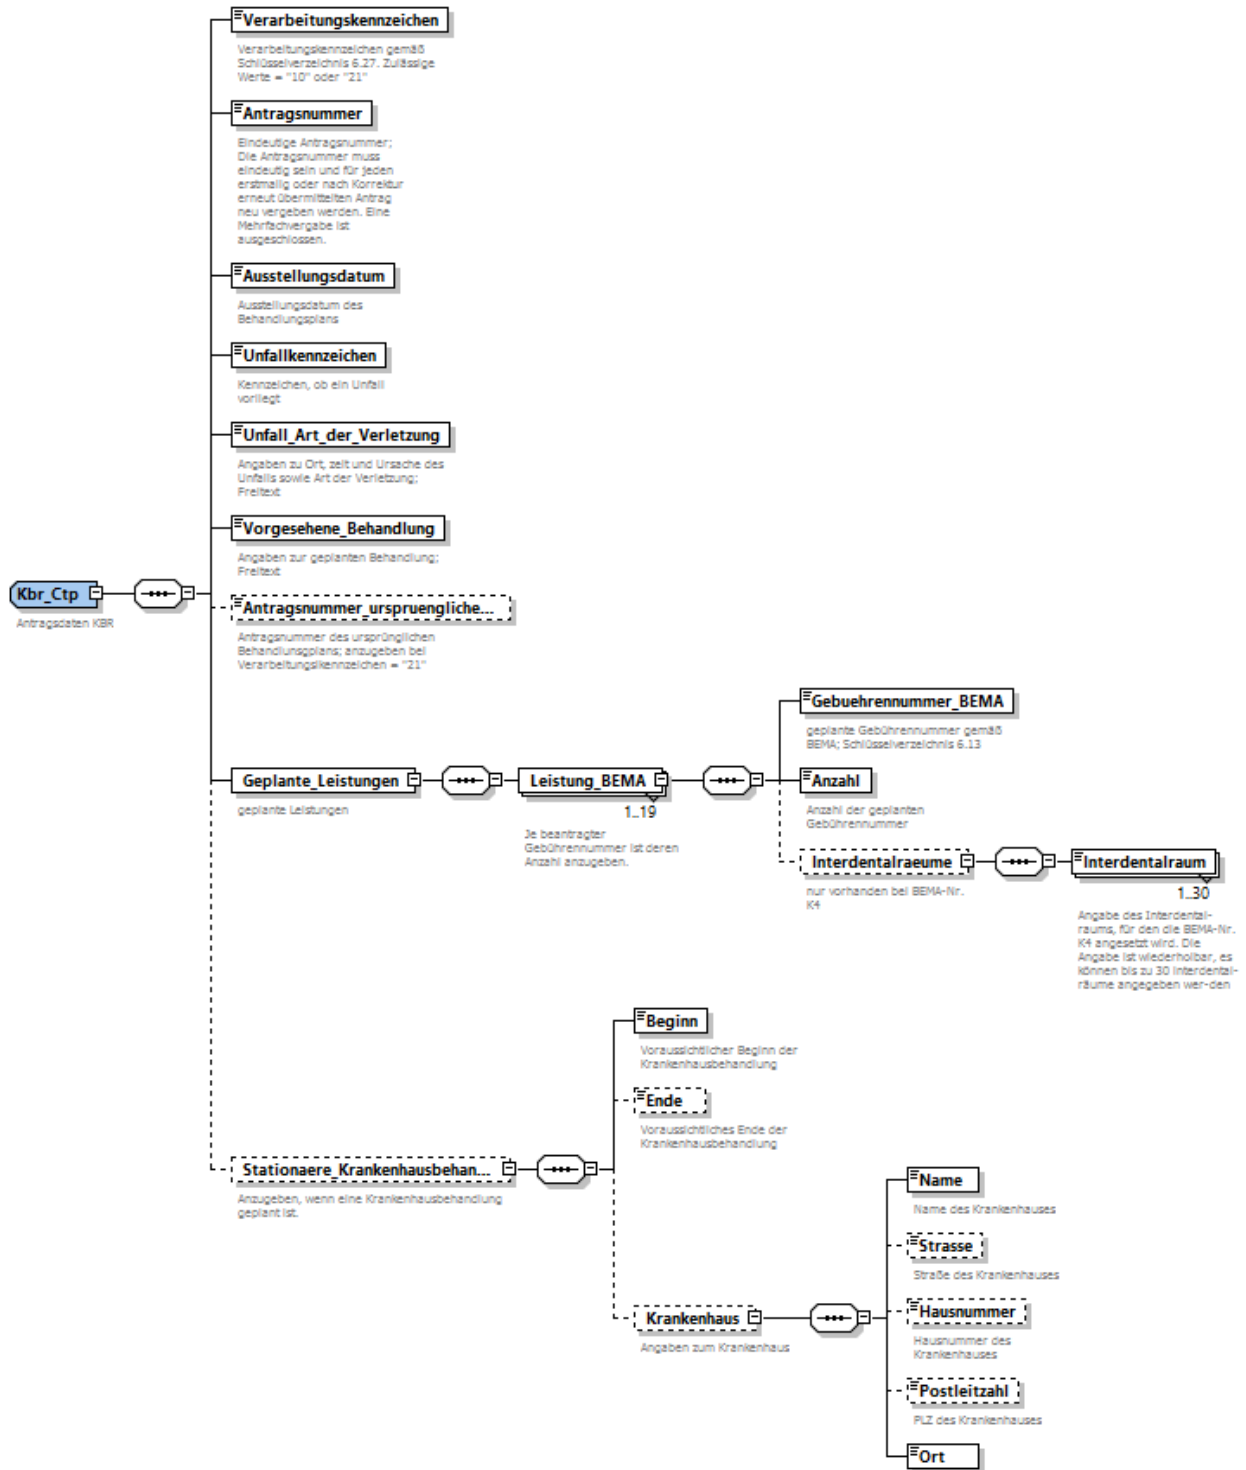 Verarbeitungskennzeichen
Verarbeitungskennzeichen gemäß
Schlüsselverzeichnis 6.27. Zulässige
Werte = "10" oder "21"
Antragsnummer
Eindeutige Antragsnummer;
Die Antragsnummer muss
eindeutig sein und für jeden
erstmalig oder nach Korrektur
erneut übermittelten Antrag
neu vergeben werden. Eine
Mehrfachvergabe ist
ausgeschlossen.
Ausstellungsdatum
Ausstellungsdatum des
Behandlungsplans
Unfallkennzeichen
Kennzeichen, ob ein Unfall
vorliegt
Unfall_Art_der_Verletzung
Angaben zu Ort, zeit und Ursache des
Unfalls sowie Art der Verletzung;
Freitext
Vorgesehene_Behandlung
Angaben zur geplanten Behandlung;
Freitext
Kbr_Ctp
Antragsdaten KBR
Antragsnummer_urspruengliche...
Antragsnummer des ursprünglichen
Behandlunsgplans; anzugeben bei
Verarbeitungslkennzeichen = "21"
Geplante_Leistungen
geplante Leistungen
Leistung_BEMA
1..19
Je beantragter
Gebührennummer ist deren
Anzahl anzugeben.
Gebuehrennummer_BEMA
geplante Gebührennummer gemäß
BEMA; Schlüsselverzeichnis 6.13
Anzahl
Anzahl der geplanten
Gebührennummer
Interdentalraeume
nur vorhanden bei BEMA-Nr.
K4
Interdentalraum
1..30
Angabe des Interdental-
raums, für den die BEMA-Nr.
K4 angesetzt wird. Die
Angabe ist wiederholbar, es
können bis zu 30 Interdental-
räume angegeben wer-den
Stationaere_Krankenhausbehan...
Anzugeben, wenn eine Krankenhausbehandlung
geplant ist.
Beginn
Voraussichtlicher Beginn der
Krankenhausbehandlung
Ende
Voraussichtliches Ende der
Krankenhausbehandlung
Krankenhaus
Angaben zum Krankenhaus
Name
Name des Krankenhauses
Strasse
Straße des Krankenhauses
Hausnummer
Hausnummer des
Krankenhauses
Postleitzahl
PLZ des Krankenhauses
Ort